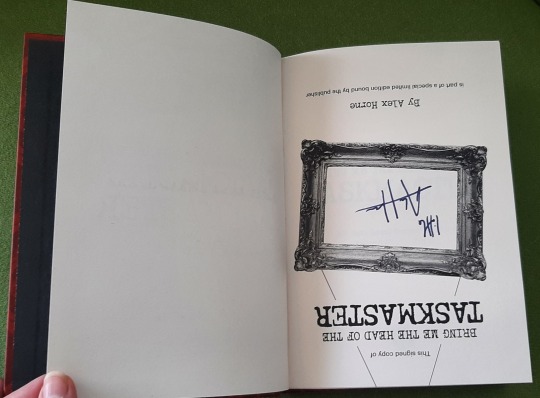 This signed copy of
BRING ME THE HEAD OF THE
TASKMASTER
By Alex Horne
is part of a special limited edition bound by the publisher